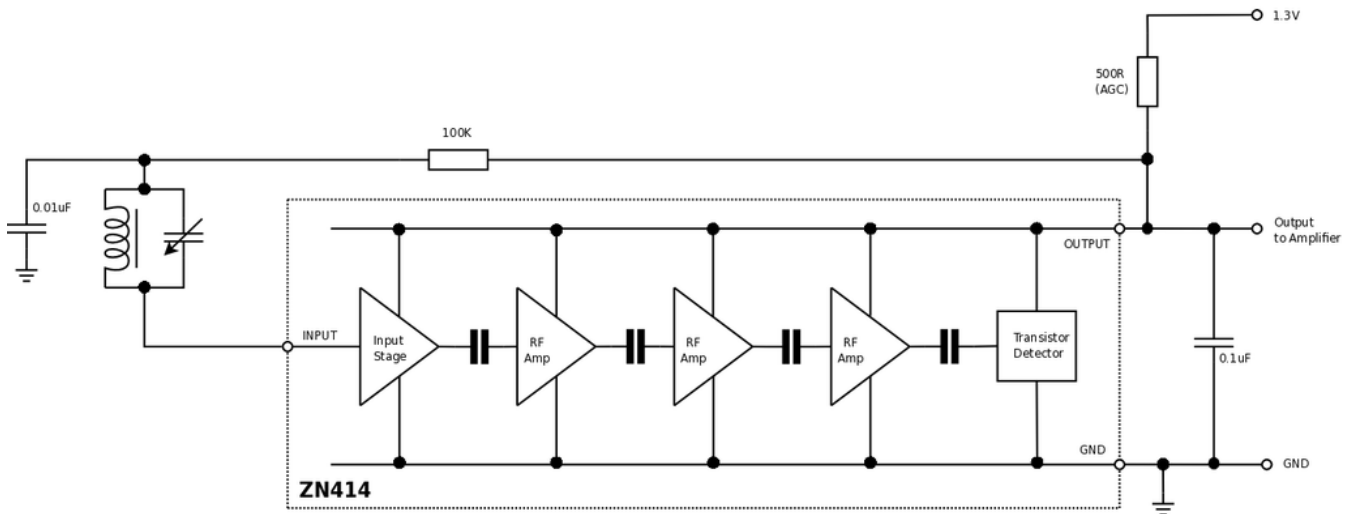 1.3V
500R
(AGC)
100K
0.01uF
Output
to Amplifier
OUTPUT
INPUT
Input
Stage
RF
Amp
RF
Amp
RF
Amp
Transistor
Detector
0.1uF
GND
GND
ZN414